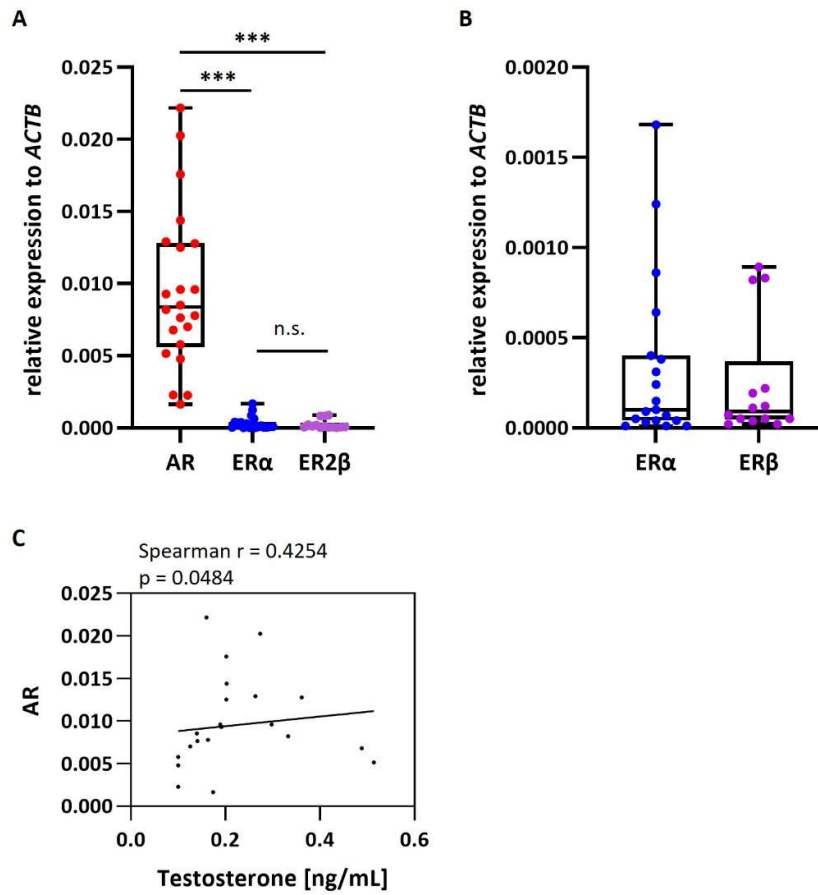 A
B
***
***
n.s.
relative expression to ACTB
0.025
0.020
0.015
0.010
0.005
0.000
AR ERα ER2β
relative expression to ACTB
0.0020
0.0015
0.0010
0.0005
0.0000
ERα ERβ
C
Spearman r = 0.4254
p = 0.0484
AR
0.025
0.020
0.015
0.010
0.005
0.000
0.0 0.2 0.4 0.6
Testosterone [ng/mL]